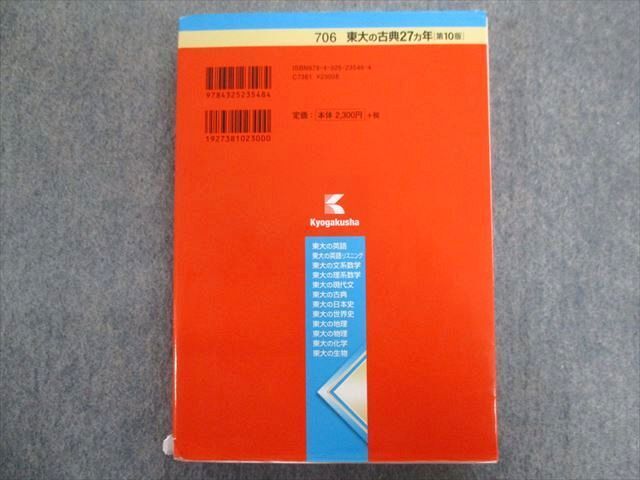 706 東大の古典27カ年[第10版]
ISBN978-4-325-23548-4
C7381 ¥2300E
9784325235484
定価:本体2,300円+税
1927381023000
Kyogakusha
東大の英語
東大の英語リスニング
東大の文系数学
東大の理系数学
東大の現代文
東大の古典
東大の日本史
東大の世界史
東大の地理
東大の物理
東大の化学
東大の生物